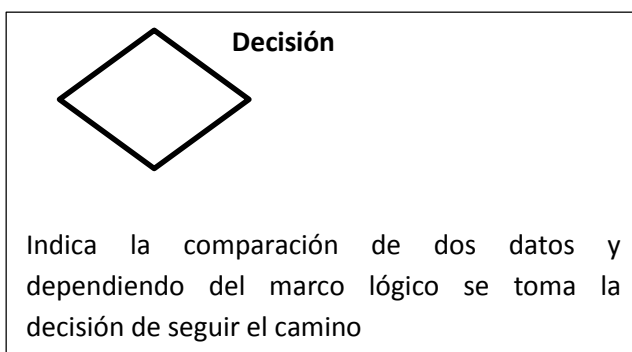 Decisión
Indica la comparación de dos datos y
dependiendo del marco lógico se toma la
decisión de seguir el camino